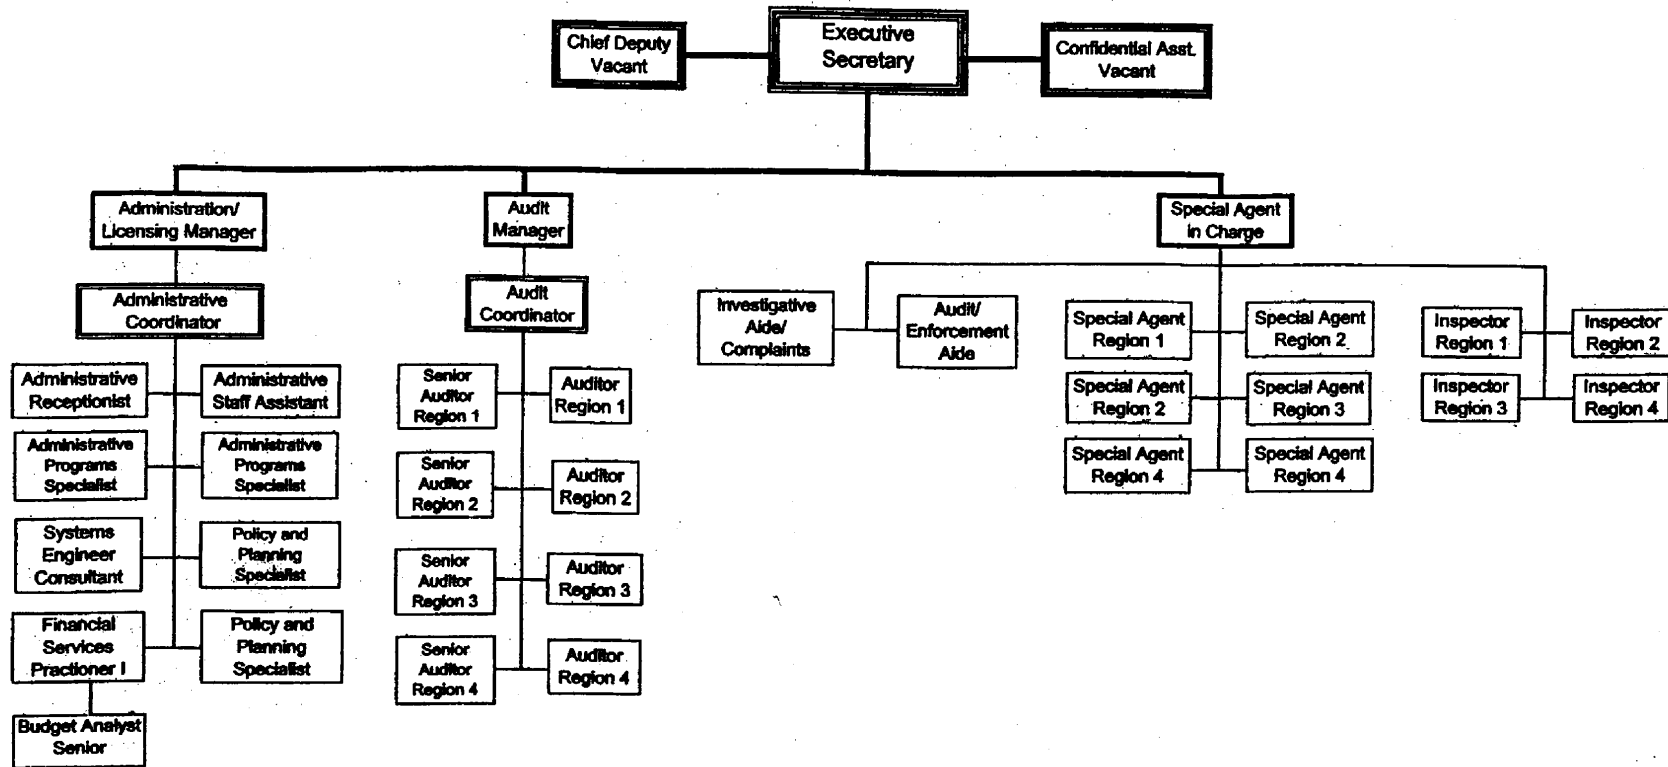 Chief Deputy
Vacant
Executive
Secretary
Confidential Asst.
Vacant
Administration/
Licensing Manager
Audit
Manager
Special Agent
in Charge
Administrative
Coordinator
Audit
Coordinator
Administrative
Receptionist
Administrative
Staff Assistant
Administrative
Programs
Specialist
Administrative
Programs
Specialist
Systems
Engineer
Consultant
Policy and
Planning
Specialist
Financial
Services
Practioner I
Policy and
Planning
Specialist
Budget Analyst
Senior
Senior
Auditor
Region 1
Auditor
Region 1
Senior
Auditor
Region 2
Auditor
Region 2
Senior
Auditor
Region 3
Auditor
Region 3
Senior
Auditor
Region 4
Auditor
Region 4
Investigative
Aide/
Complaints
Audit/
Enforcement
Aide
Special Agent
Region 1
Special Agent
Region 2
Special Agent
Region 2
Special Agent
Region 3
Special Agent
Region 4
Special Agent
Region 4
Inspector
Region 1
Inspector
Region 2
Inspector
Region 3
Inspector
Region 4